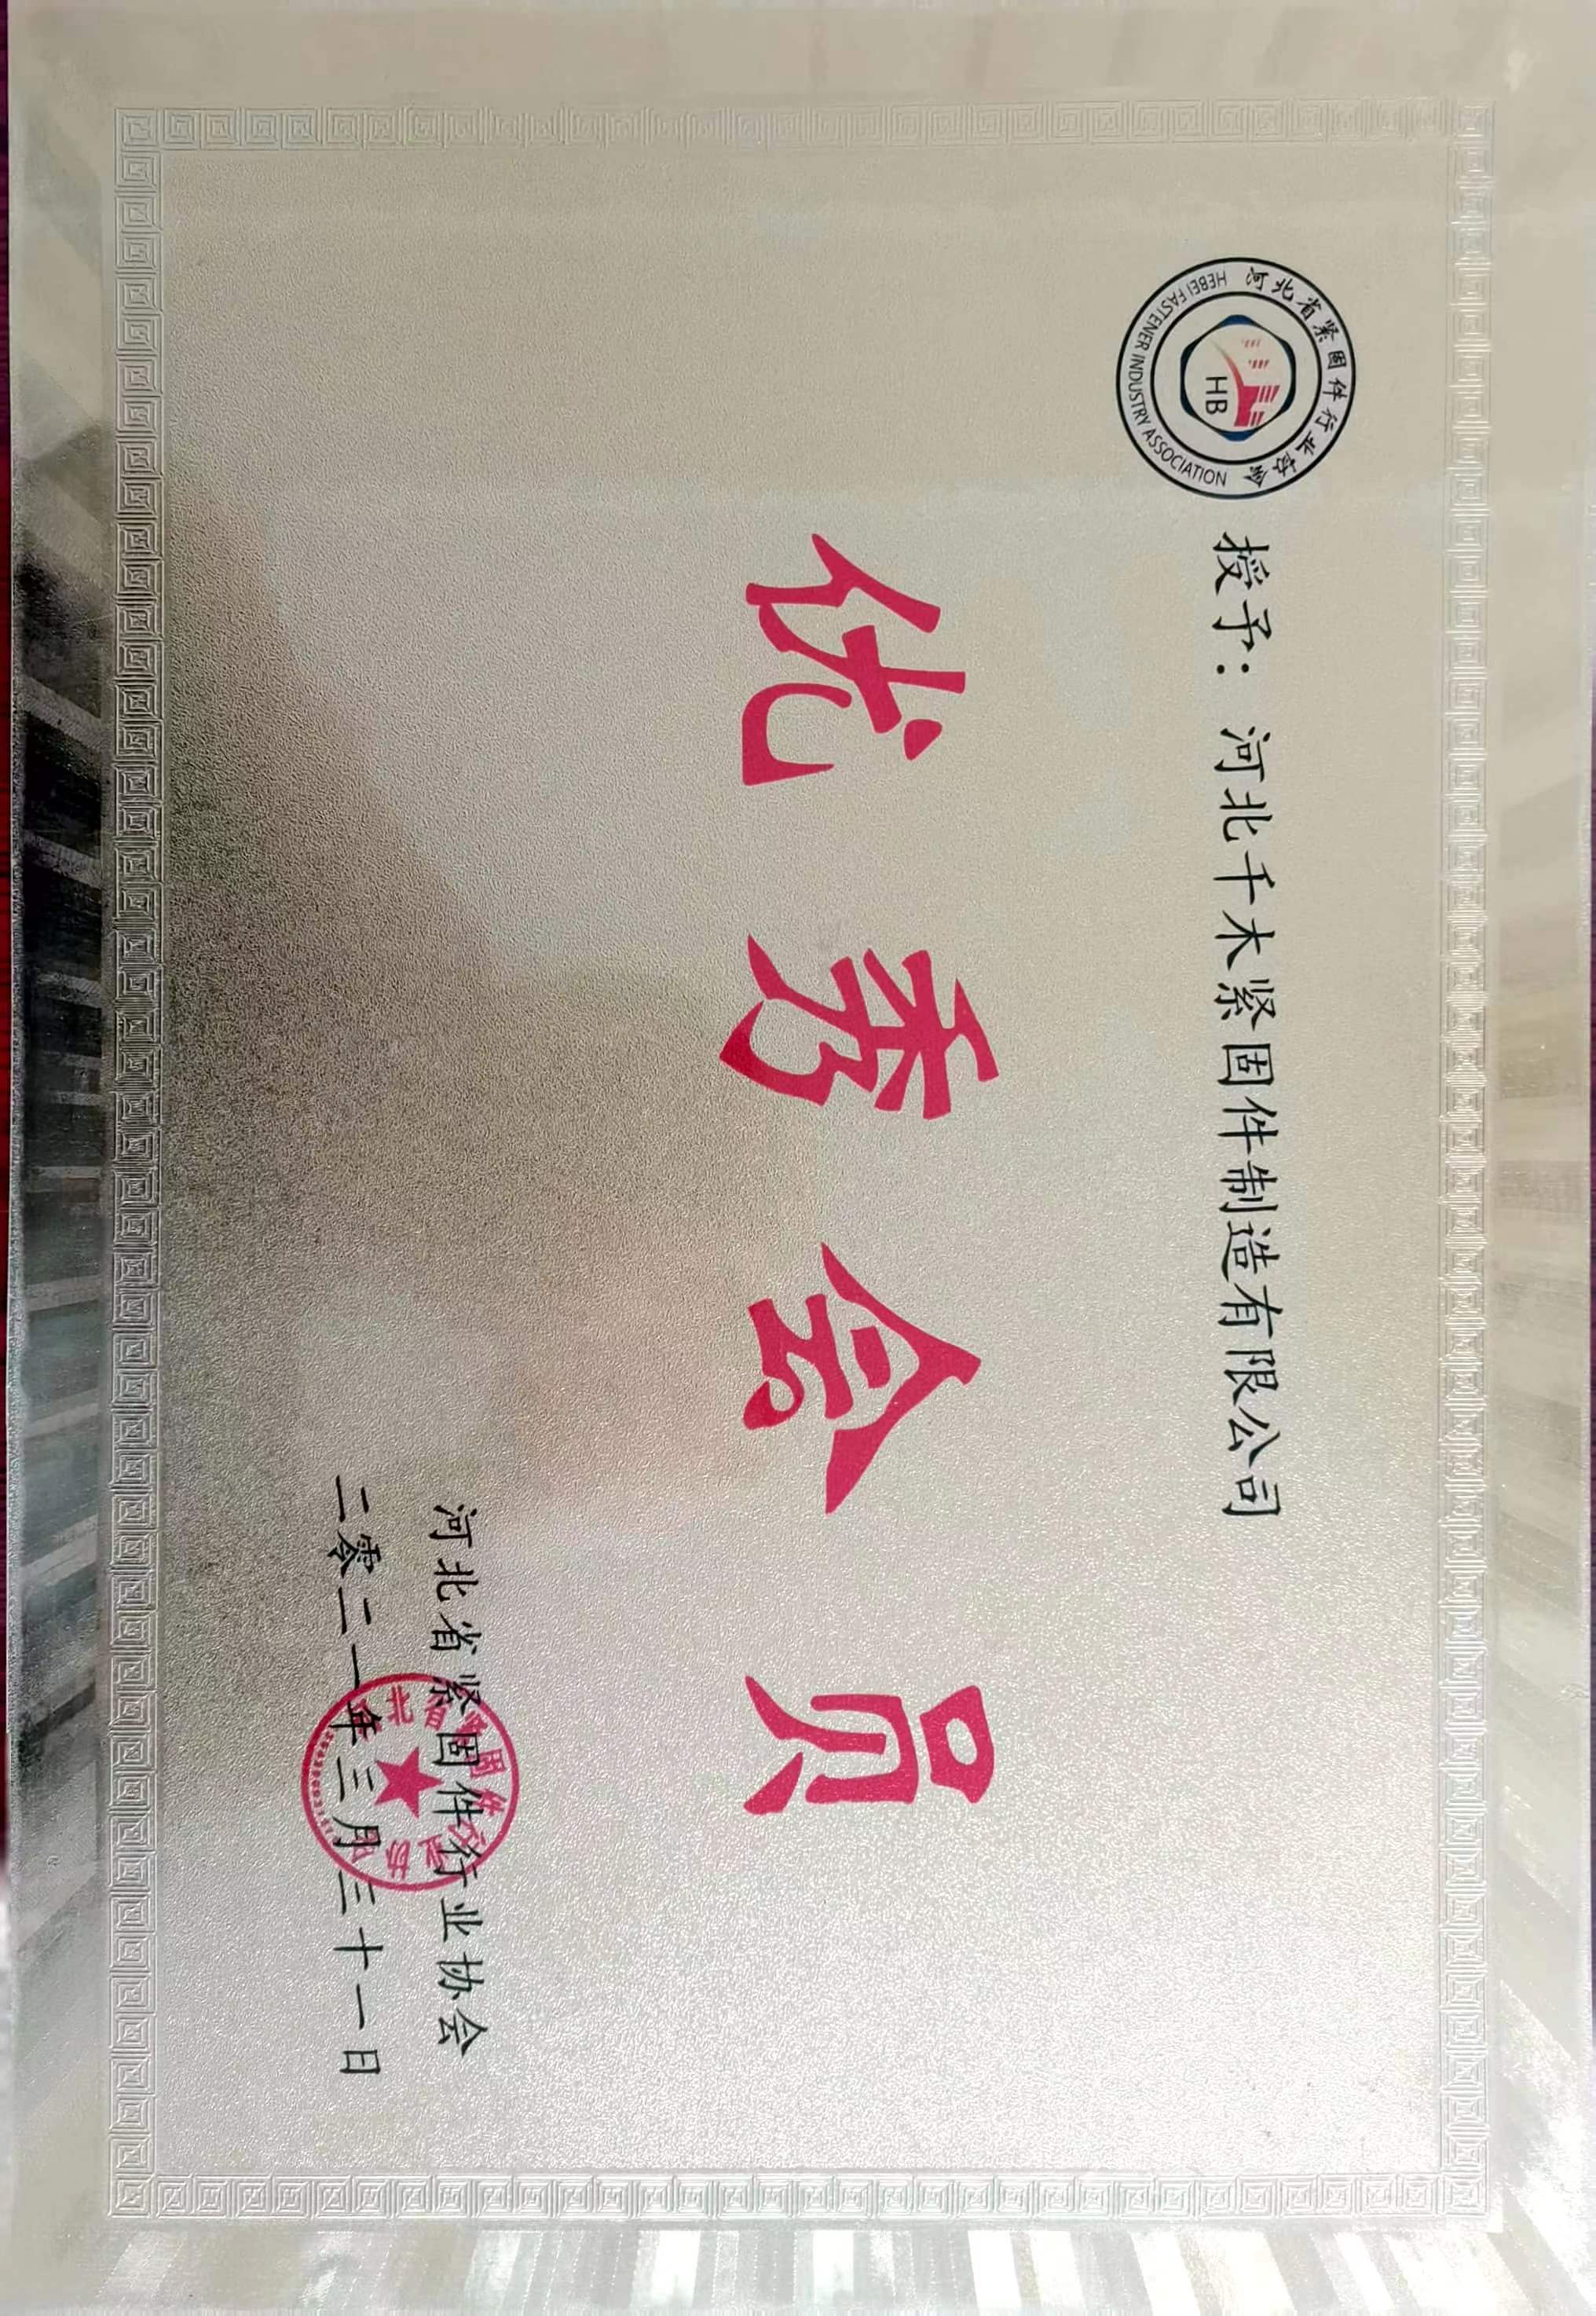 河北省紧固件行业协会
HEBEI FASTENER INDUSTRY ASSOCIATION
HB
授予：河北千木紧固件制造有限公司
优秀会员
河北省紧固件行业协会
二零二一年三月三十一日